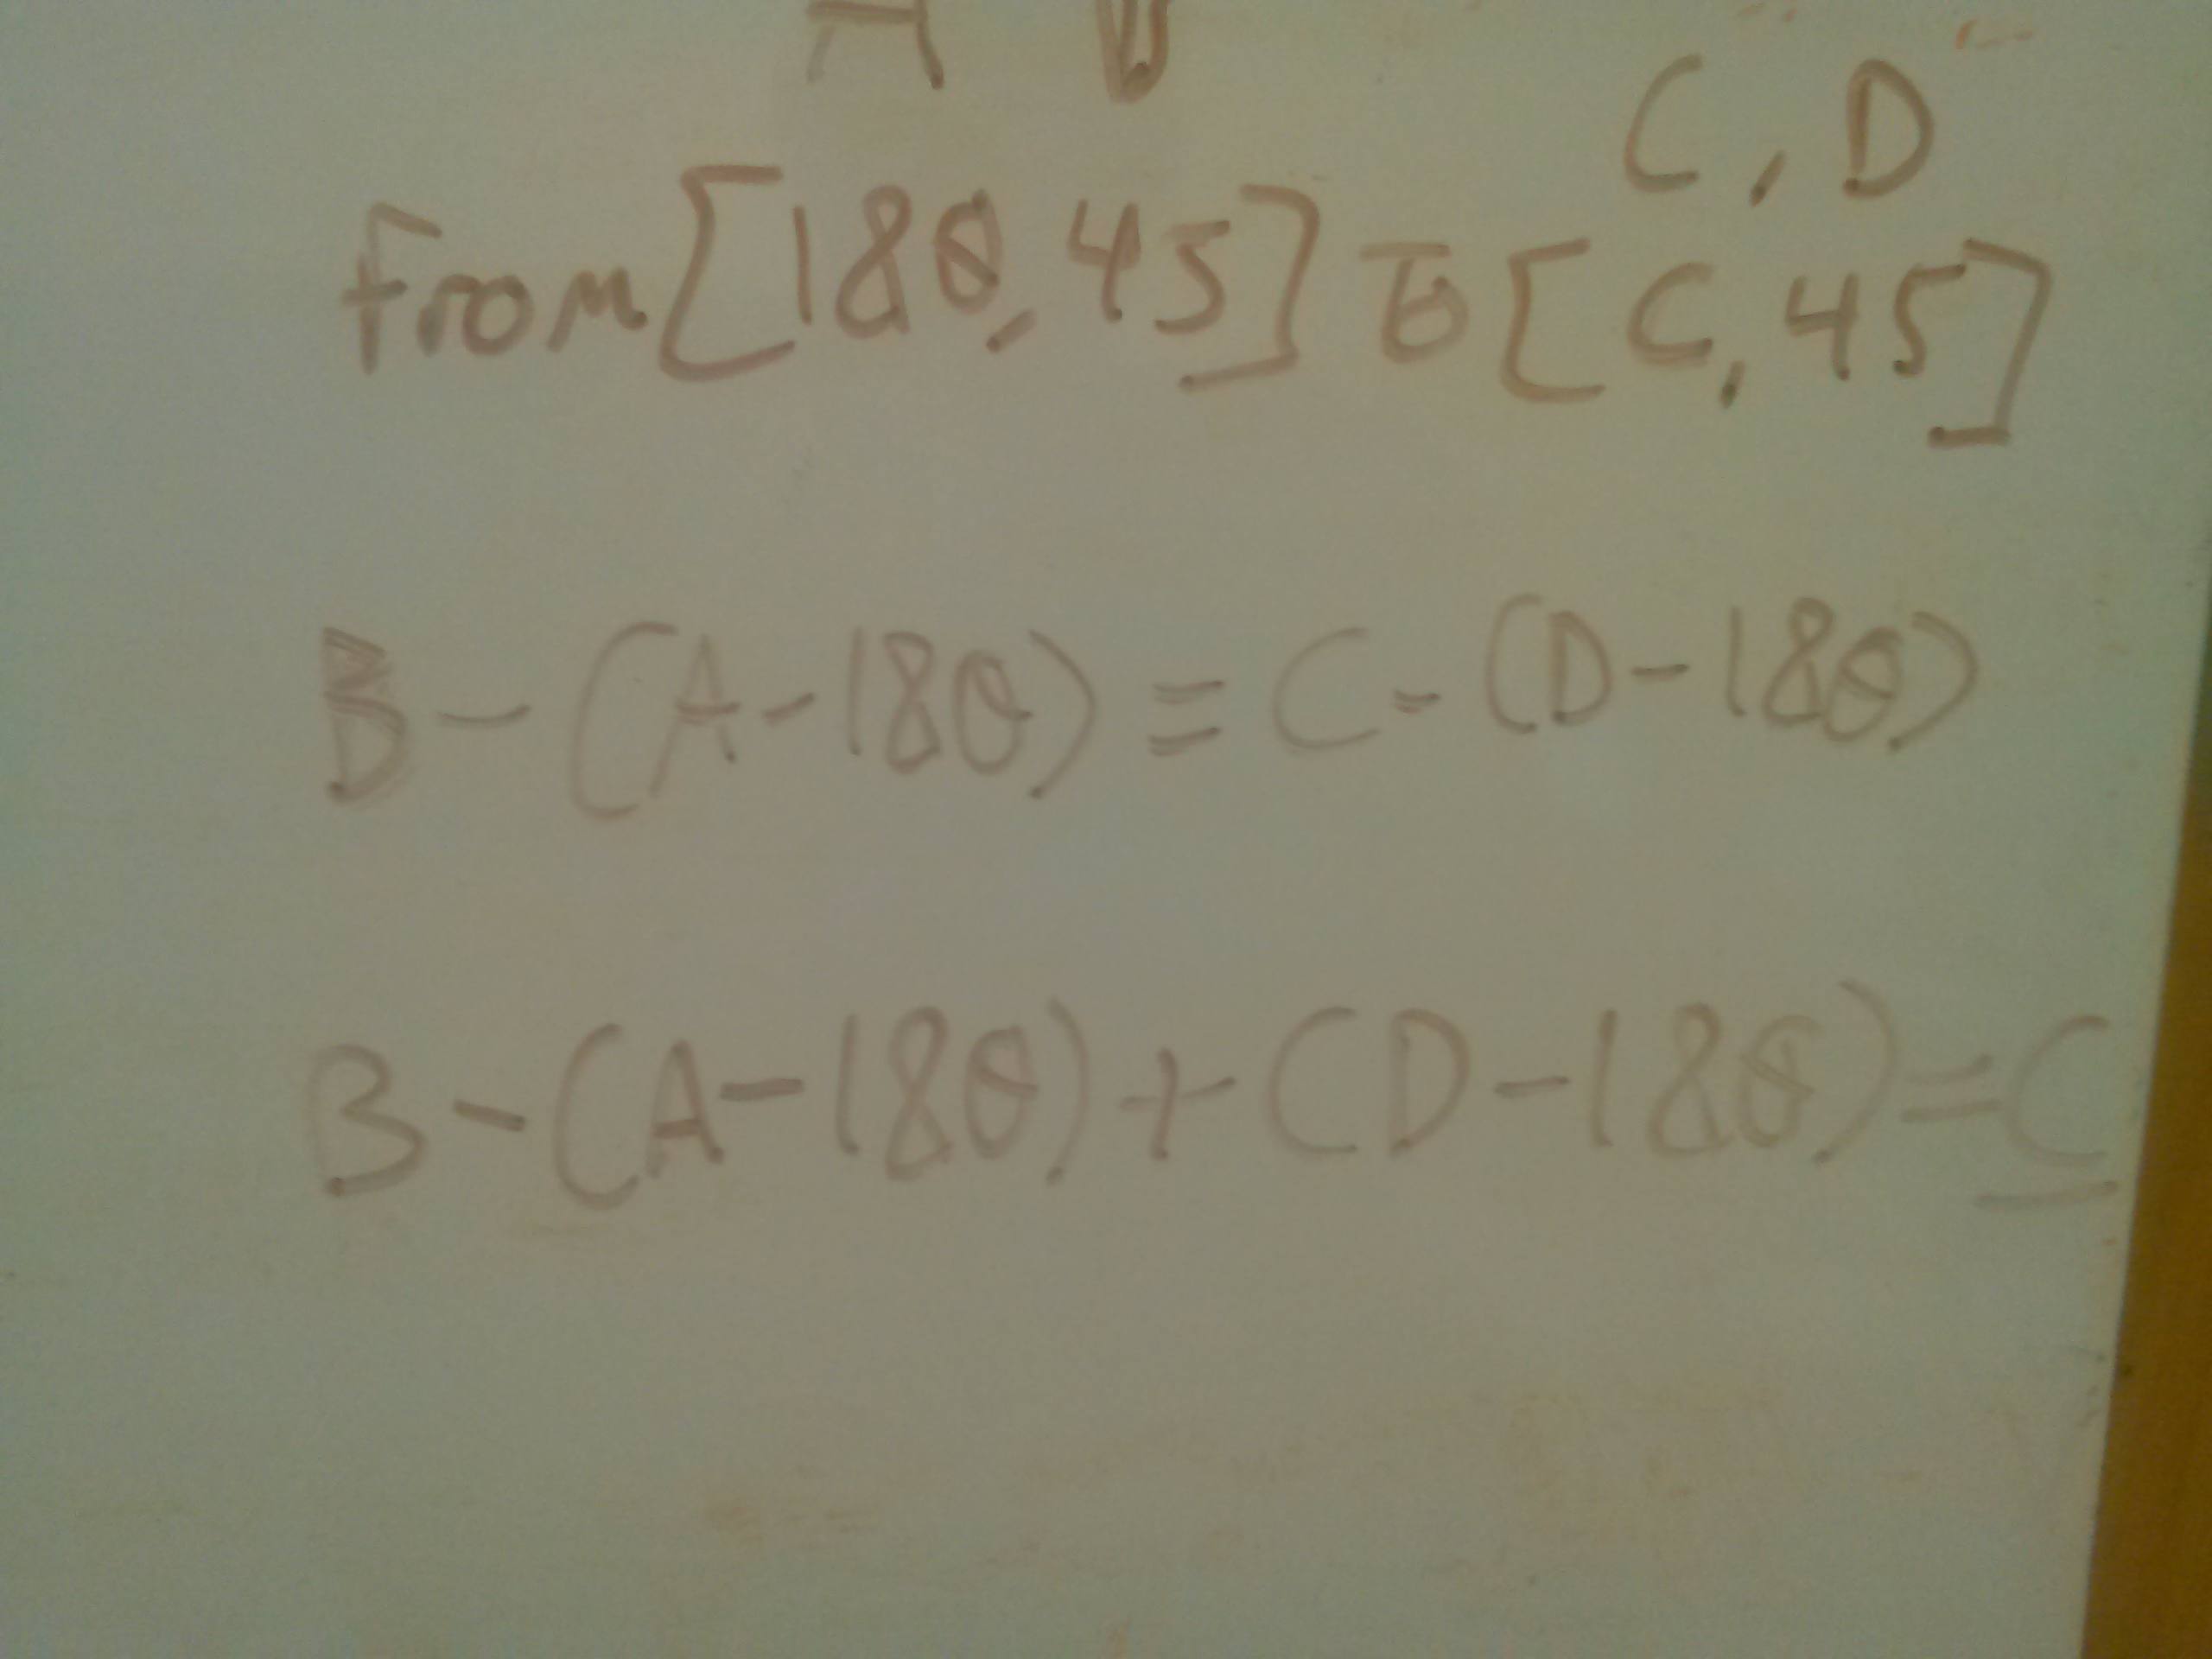 A B
C, D
From [180, 45] to [C, 45]
B - (A - 180) = C - (D - 180)
B - (A - 180) + (D - 180) = C